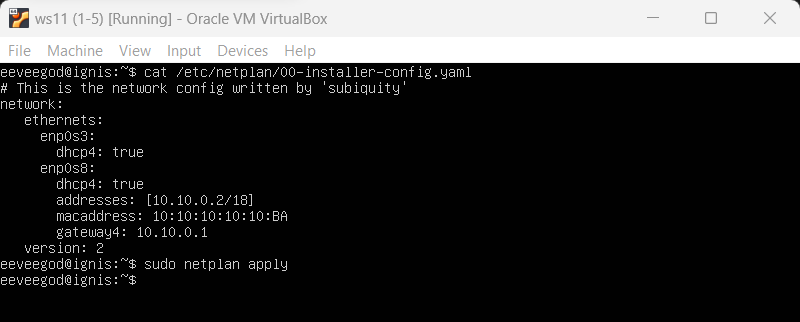 ws11 (1-5) [Running] - Oracle VM VirtualBox
File Machine View Input Devices Help
eeveegod@ignis:~$ cat /etc/netplan/00-installer-config.yaml
# This is the network config written by 'subiquity'
network:
  ethernets:
    enp0s3:
      dhcp4: true
    enp0s8:
      dhcp4: true
      addresses: [10.10.0.2/18]
      macaddress: 10:10:10:10:10:BA
      gateway4: 10.10.0.1
  version: 2
eeveegod@ignis:~$ sudo netplan apply
eeveegod@ignis:~$